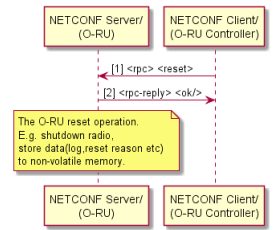 NETCONF Server/
(O-RU)
NETCONF Client/
(O-RU Controller)
[1] <rpc> <reset>
[2] <rpc-reply> <ok/>
The O-RU reset operation.
E.g. shutdown radio,
store data(log,reset reason etc)
to non-volatile memory.
NETCONF Server/
(O-RU)
NETCONF Client/
(O-RU Controller)